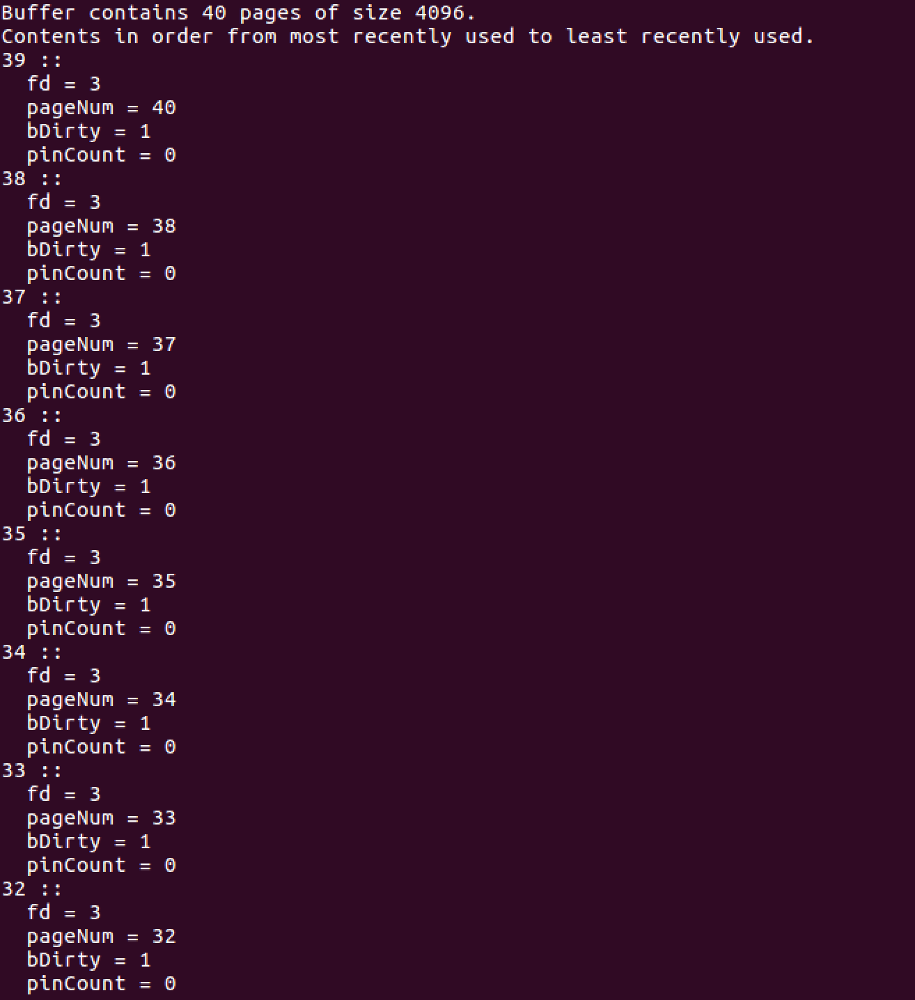 Buffer contains 40 pages of size 4096.
Contents in order from most recently used to least recently used.
39 ::
  fd = 3
  pageNum = 40
  bDirty = 1
  pinCount = 0
38 ::
  fd = 3
  pageNum = 38
  bDirty = 1
  pinCount = 0
37 ::
  fd = 3
  pageNum = 37
  bDirty = 1
  pinCount = 0
36 ::
  fd = 3
  pageNum = 36
  bDirty = 1
  pinCount = 0
35 ::
  fd = 3
  pageNum = 35
  bDirty = 1
  pinCount = 0
34 ::
  fd = 3
  pageNum = 34
  bDirty = 1
  pinCount = 0
33 ::
  fd = 3
  pageNum = 33
  bDirty = 1
  pinCount = 0
32 ::
  fd = 3
  pageNum = 32
  bDirty = 1
  pinCount = 0